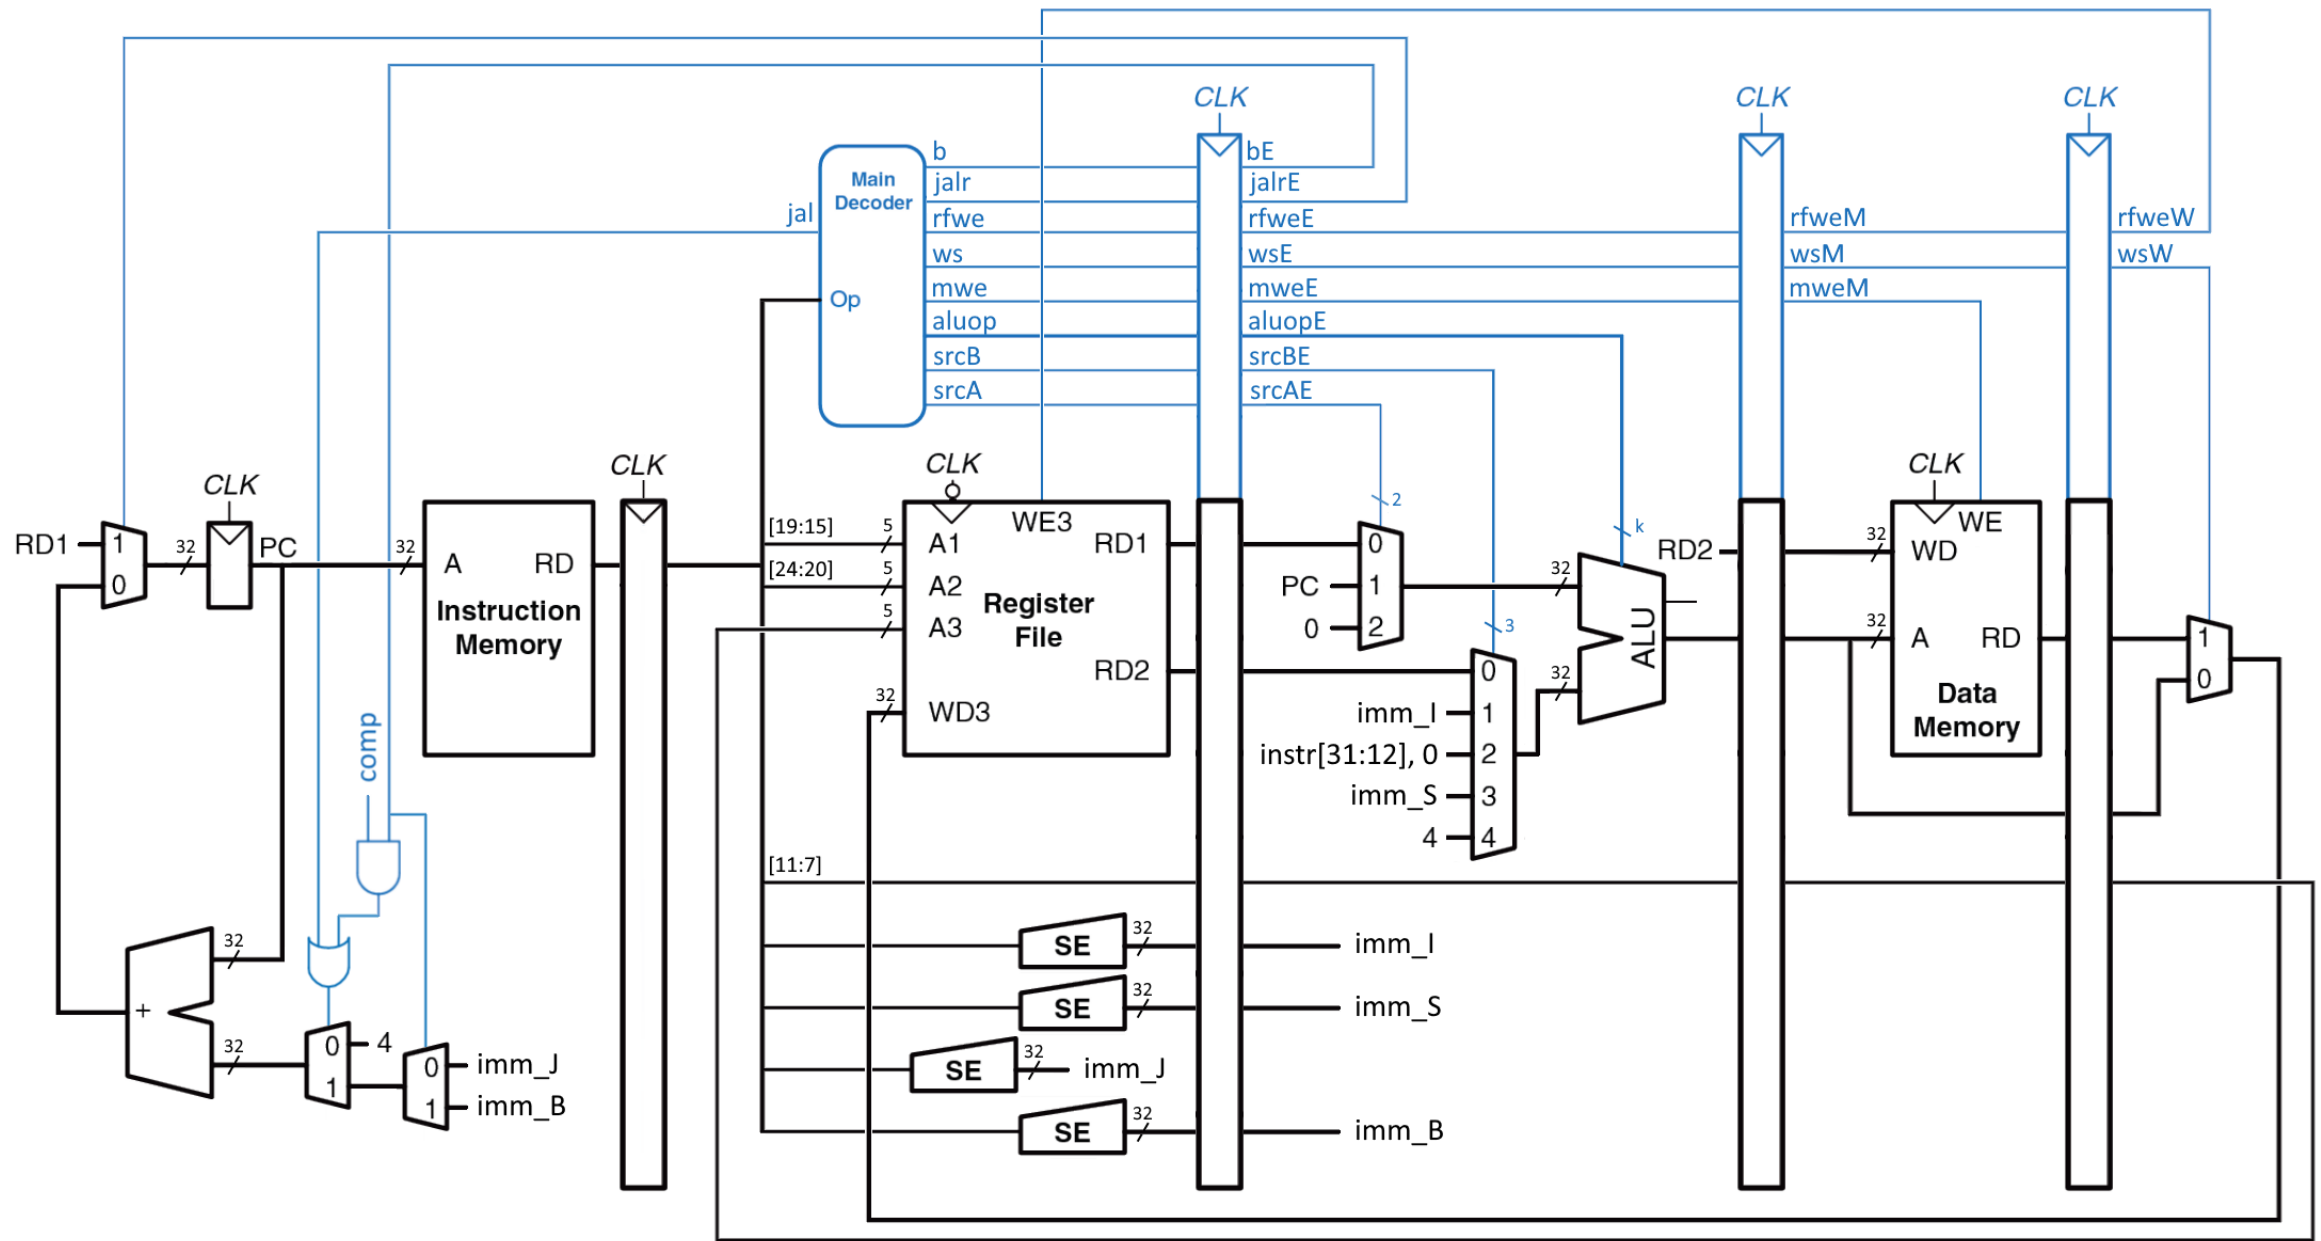 CLK
CLK
CLK
b
bE
Main
Decoder
jalr
jalrE
jal
rfwe
rfweE
rfweM
rfweW
ws
wsE
wsM
wsW
mwe
mweE
mweM
Op
aluop
aluopE
srcB
srcBE
srcA
srcAE
CLK
CLK
CLK
CLK
2
k
3
RD1
1
0
32
PC
32
A
RD
Instruction
Memory
[19:15]
5
A1
WE3
RD1
[24:20]
5
A2
Register
File
5
A3
RD2
32
WD3
0
PC
1
0
2
32
32
ALU
RD2
32
WD
WE
32
A
RD
Data
Memory
1
0
0
imm_I
1
instr[31:12], 0
2
imm_S
3
4
4
comp
[11:7]
32
+
32
0
4
1
0
imm_J
1
imm_B
SE
32
imm_I
SE
32
imm_S
SE
32
imm_J
SE
32
imm_B